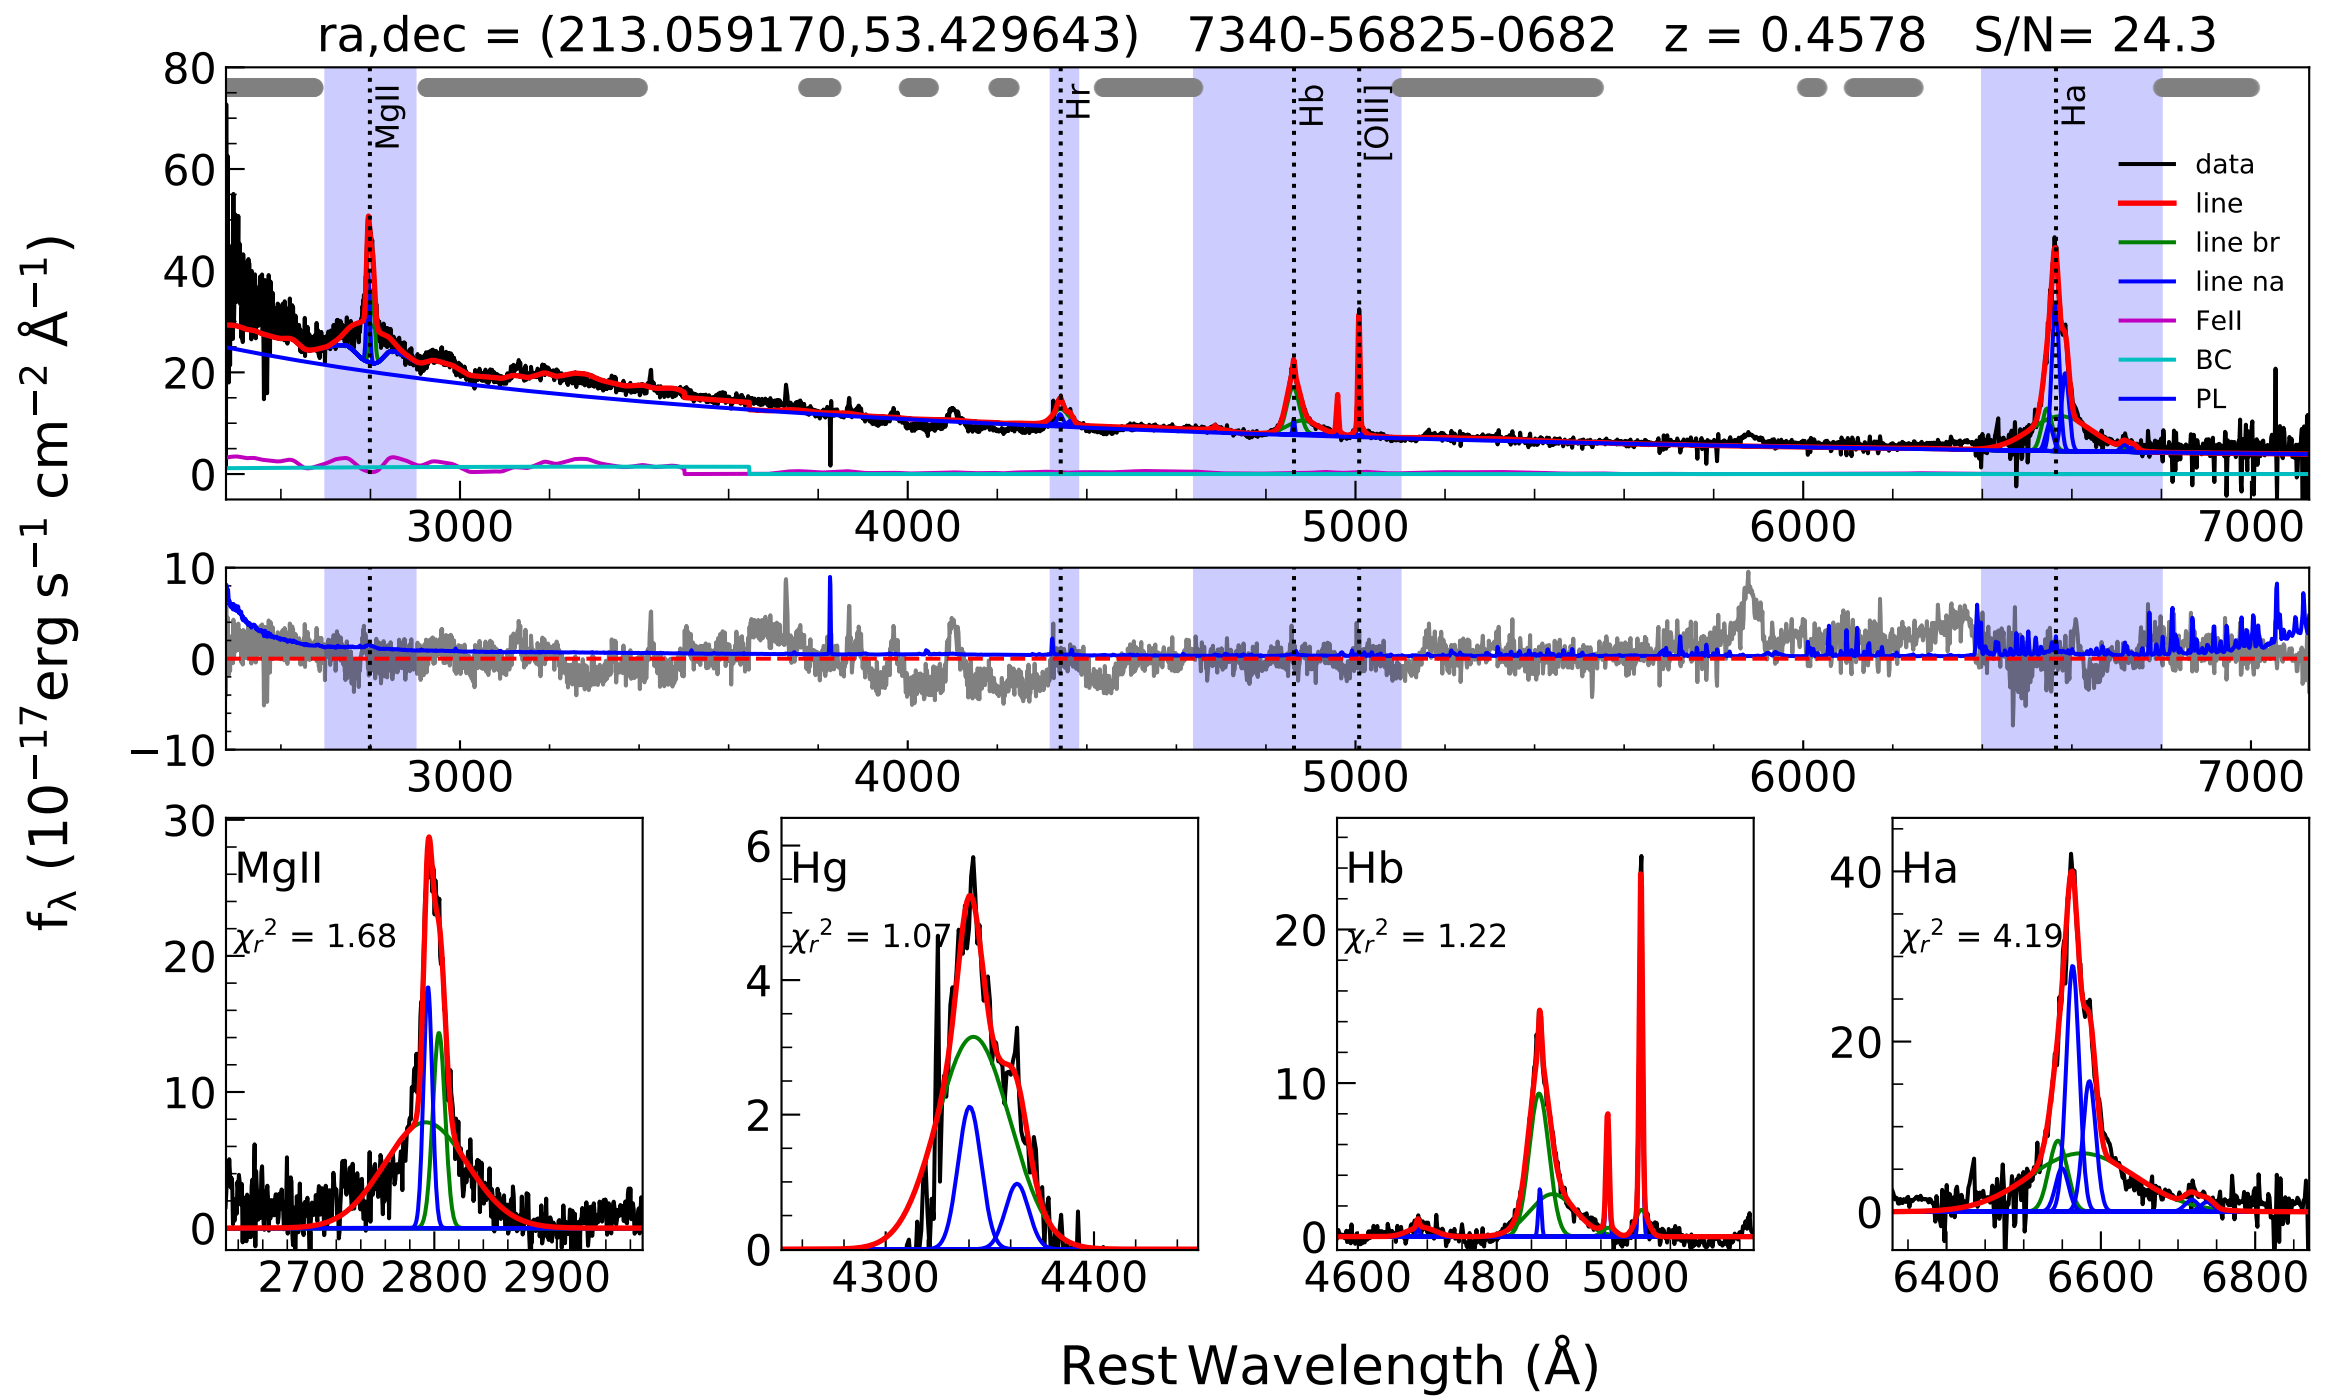 ra,dec = (213.059170,53.429643)   7340-56825-0682   z = 0.4578   S/N= 24.3
80
60
40
20
0
MgII
Hr
Hb
[OIII]
Ha
data
line
line br
line na
FeII
BC
PL
3000 4000 5000 6000 7000
10
0
−10
3000 4000 5000 6000 7000
f_λ (10^−17 erg s^−1 cm^−2 Å^−1)
30
20
10
0
MgII
χ_r^2 = 1.68
2700 2800 2900
6
4
2
0
Hg
χ_r^2 = 1.07
4300 4400
20
10
0
Hb
χ_r^2 = 1.22
4600 4800 5000
40
20
0
Ha
χ_r^2 = 4.19
6400 6600 6800
Rest Wavelength (Å)